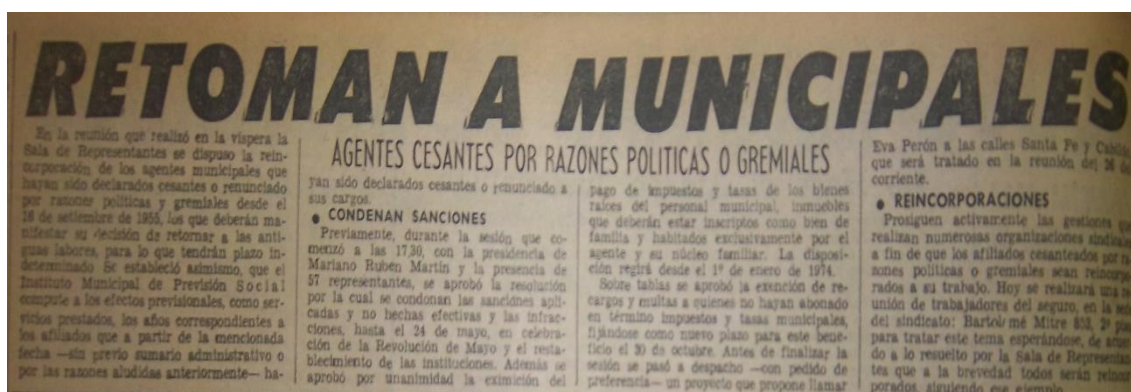 RETOMAN A MUNICIPALES
AGENTES CESANTES POR RAZONES POLITICAS O GREMIALES
En la reunión que realizó en la víspera la
Sala de Representantes se dispuso la rein-
corporación de los agentes municipales que
hayan sido declarados cesantes o renunciado
por razones políticas y gremiales desde el
16 de setiembre de 1955, los que deberán ma-
nifestar su decisión de retornar a las anti-
guas labores, para lo que tendrán plazo in-
determinado Se estableció asimismo, que el
Instituto Municipal de Previsión Social
compute a los efectos previsionales, como ser-
vicios prestados, los años correspondientes a
los afiliados que a partir de la mencionada
fecha —sin previo sumario administrativo o
por las razones aludidas anteriormente— ha-
yan sido declarados cesantes o renunciado a
sus cargos.
● CONDENAN SANCIONES
Previamente, durante la sesión que co-
menzó a las 17,30, con la presidencia de
Mariano Rubén Martín y la presencia de
57 representantes, se aprobó la resolución
por la cual se condonan las sanciones apli-
cadas y no hechas efectivas y las infrac-
ciones, hasta el 24 de mayo, en celebra-
ción de la Revolución de Mayo y el resta-
blecimiento de las instituciones. Además se
aprobó por unanimidad la eximición del
pago de impuestos y tasas de los bienes
raíces del personal municipal, inmuebles
que deberán estar inscriptos como bien de
familia y habitados exclusivamente por el
agente y su núcleo familiar. La disposi-
ción regirá desde el 1º de enero de 1974.
Sobre tablas se aprobó la exención de re-
cargos y multas a quienes no hayan abonado
en término impuestos y tasas municipales,
fijándose como nuevo plazo para este bene-
ficio el 30 de octubre. Antes de finalizar la
sesión se pasó a despacho —con pedido de
preferencia— un proyecto que propone llamar
Eva Perón a las calles Santa Fe y
que será tratado en la reunión del 26 de
corriente.
● REINCORPORACIONES
Prosiguen activamente las gestiones que
realizan numerosas organizaciones sindicales
a fin de que los afiliados cesanteados por ra-
zones políticas o gremiales sean reincorpo-
rados a su trabajo. Hoy se realizará una re-
unión de trabajadores del seguro, en la sede
del sindicato: Bartolomé Mitre 853, 2º piso
para tratar este tema esperándose, de acuer-
do a lo resuelto por la Sala de Representan-
tes que a la brevedad todos serán reincor-
porados, siguiendo ese ejemplo.